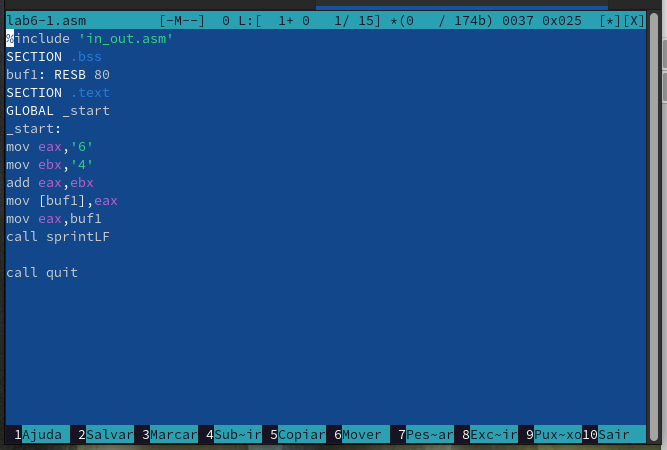 lab6-1.asm [-M--] 0 L:[ 1+ 0 1/ 15] *(0 / 174b) 0037 0x025 [*][X]
%include 'in_out.asm'
SECTION .bss
buf1: RESB 80
SECTION .text
GLOBAL _start
_start:
mov eax,'6'
mov ebx,'4'
add eax,ebx
mov [buf1],eax
mov eax,buf1
call sprintLF
call quit
1Ajuda 2Salvar 3Marcar 4Sub~ir 5Copiar 6Mover 7Pes~ar 8Exc~ir 9Pux~xo 10Sair